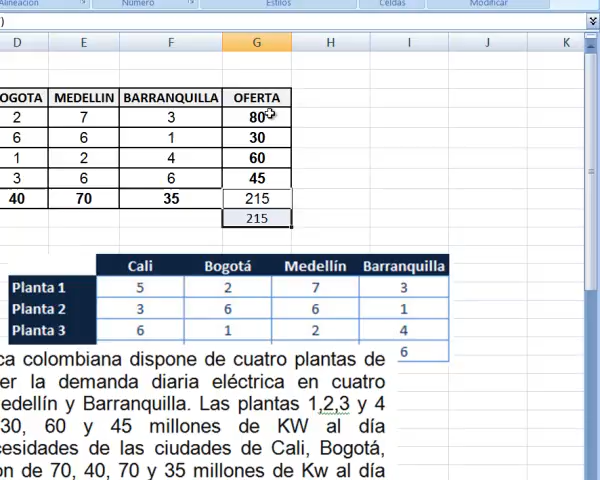 Alineación Número Estilos Celdas Modificar
)
D E F G H I J K
OGOTA MEDELLIN BARRANQUILLA OFERTA
2 7 3 80
6 6 1 30
1 2 4 60
3 6 6 45
40 70 35 215
215
Cali Bogotá Medellín Barranquilla
Planta 1 5 2 7 3
Planta 2 3 6 6 1
Planta 3 6 1 2 4
6
ca colombiana dispone de cuatro plantas de
er la demanda diaria eléctrica en cuatro
edellín y Barranquilla. Las plantas 1,2,3 y 4
30, 60 y 45 millones de KW al día
cesidades de las ciudades de Cali, Bogotá,
on de 70, 40, 70 y 35 millones de Kw al día